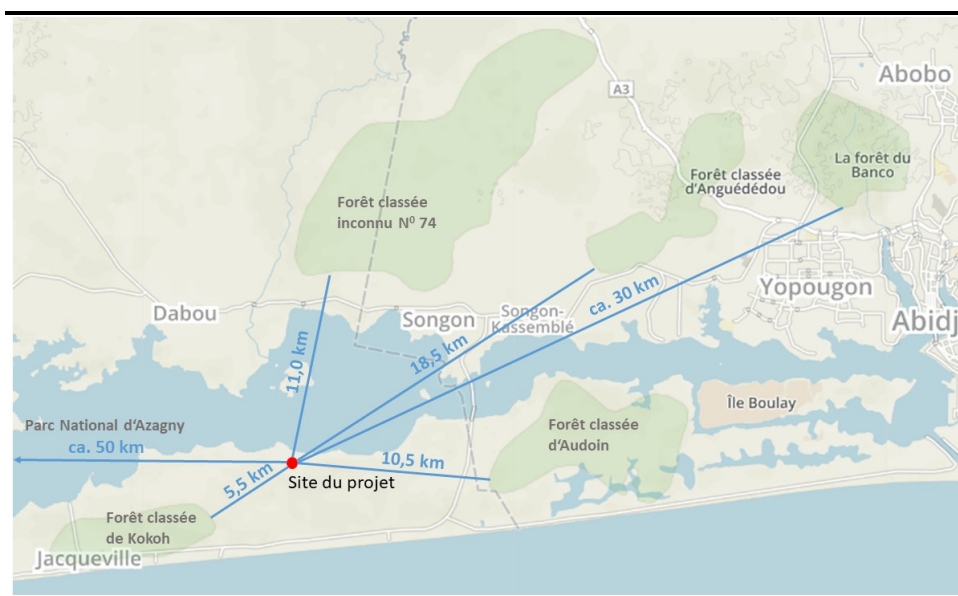 Abobo
A3
La forêt du
Banco
Forêt classée
d'Anguédédou
Forêt classée
inconnu N⁰ 74
ca. 30 km
Yopougon
Dabou
Songon
Songon-
Kassemblé
Abidj
18,5 km
11,0 km
Île Boulay
Parc National d‘Azagny
ca. 50 km
Forêt classée
d‘Audoin
10,5 km
5,5 km
Site du projet
Forêt classée
de Kokoh
Jacqueville